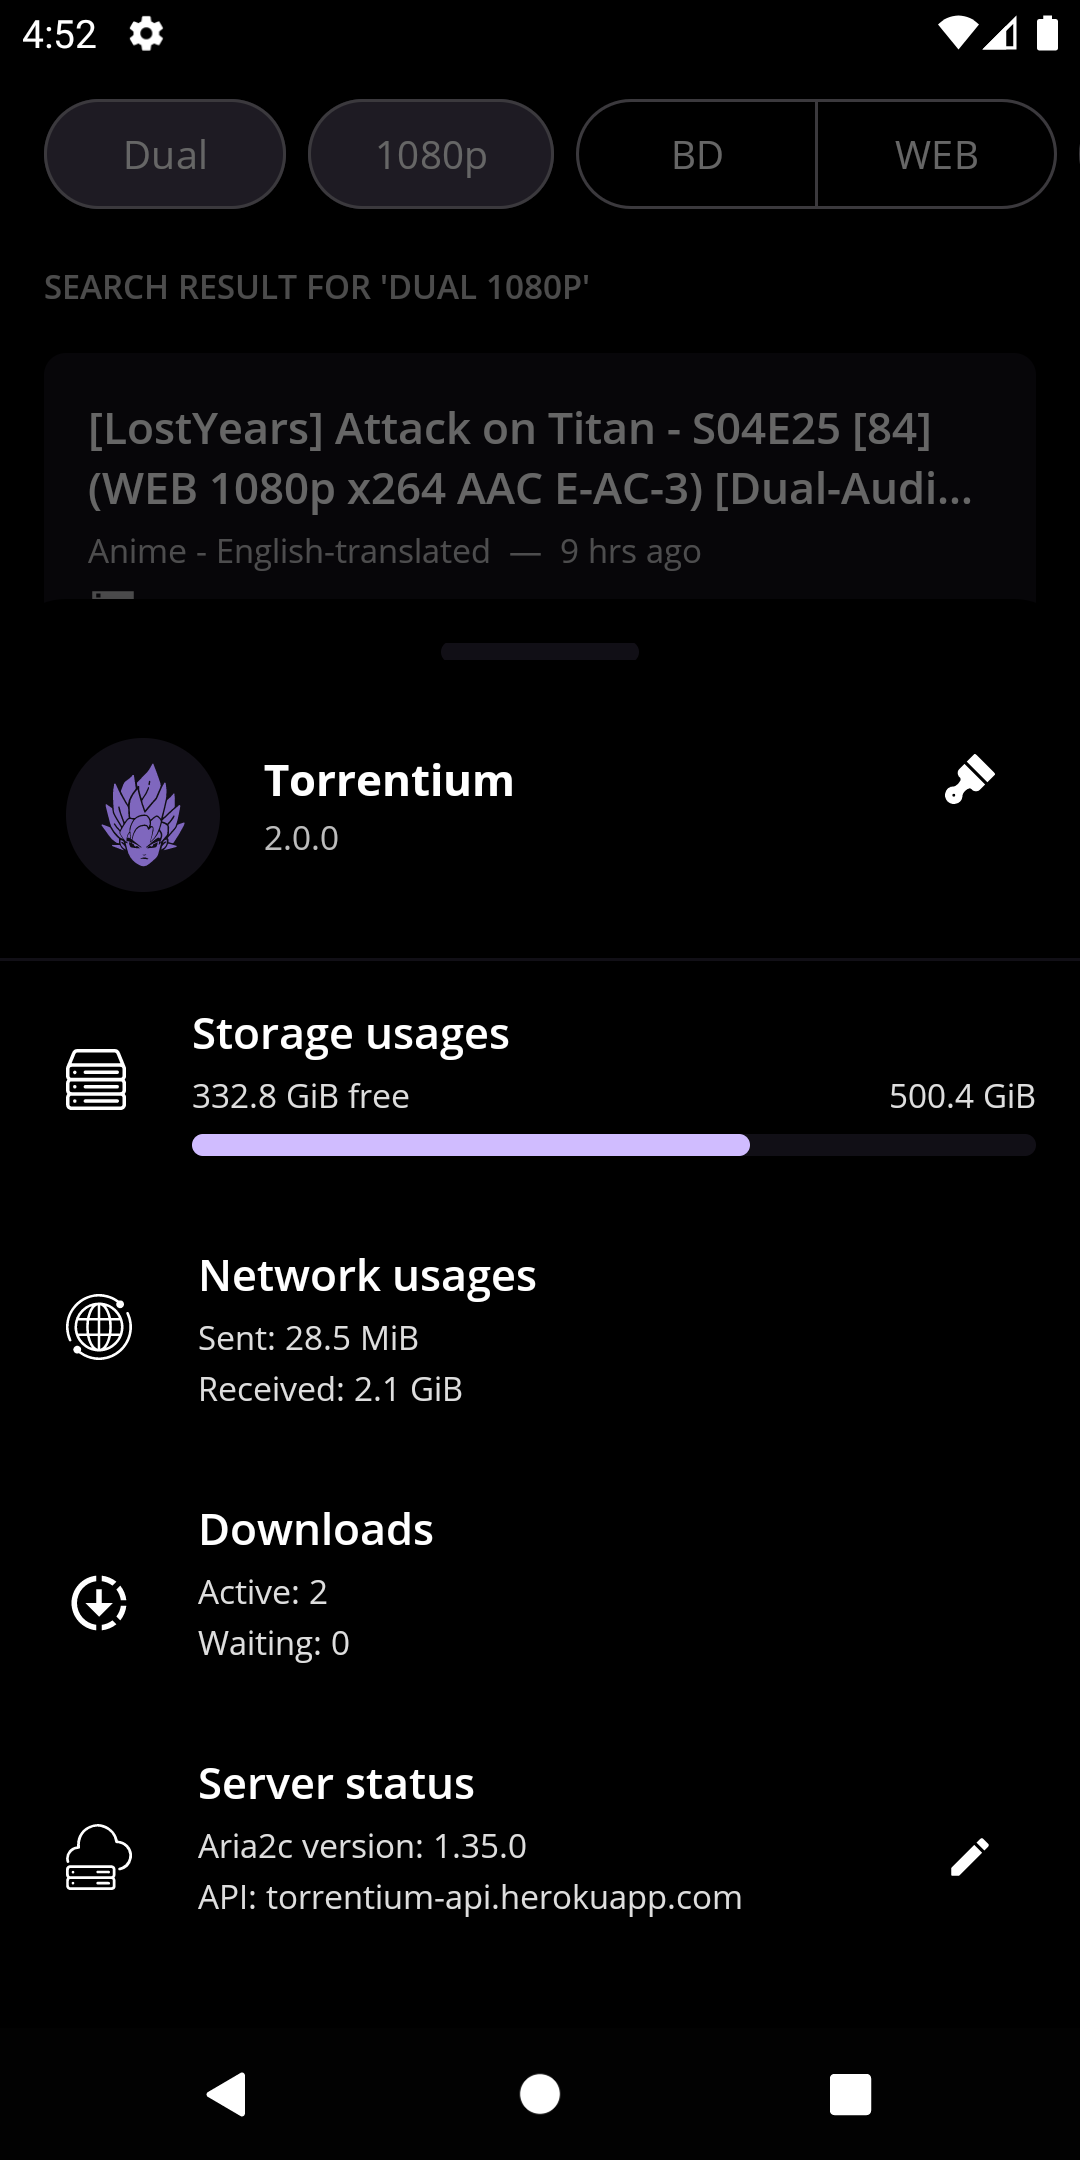 4:52
Dual
1080p
BD
WEB
SEARCH RESULT FOR 'DUAL 1080P'
[LostYears] Attack on Titan - S04E25 [84]
(WEB 1080p x264 AAC E-AC-3) [Dual-Audi...
Anime - English-translated — 9 hrs ago
Torrentium
2.0.0
Storage usages
332.8 GiB free
500.4 GiB
Network usages
Sent: 28.5 MiB
Received: 2.1 GiB
Downloads
Active: 2
Waiting: 0
Server status
Aria2c version: 1.35.0
API: torrentium-api.herokuapp.com